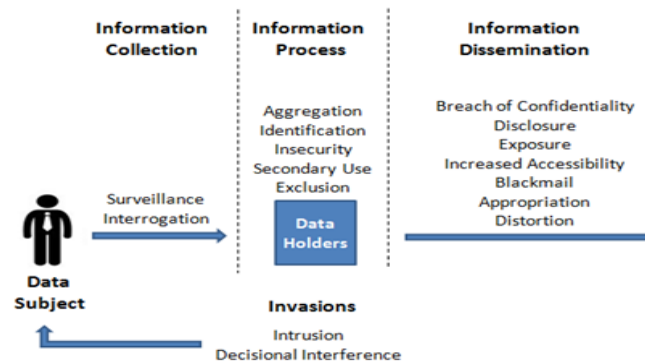 Information
Collection
Information
Process
Information
Dissemination
Aggregation
Identification
Insecurity
Secondary Use
Exclusion
Breach of Confidentiality
Disclosure
Exposure
Increased Accessibility
Blackmail
Appropriation
Distortion
Surveillance
Interrogation
Data
Holders
Data
Subject
Invasions
Intrusion
Decisional Interference